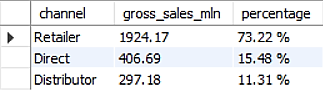 channel gross_sales_mln percentage
Retailer 1924.17 73.22 %
Direct 406.69 15.48 %
Distributor 297.18 11.31 %